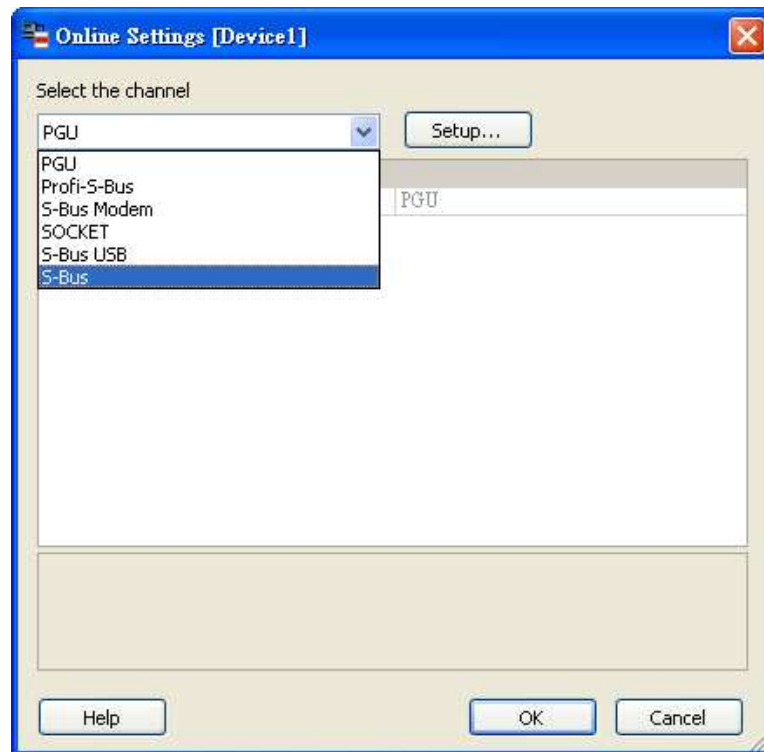 Online Settings [Device1]
Select the channel
PGU
Setup...
PGU
Profi-S-Bus
S-Bus Modem
PGU
SOCKET
S-Bus USB
S-Bus
Help
OK
Cancel